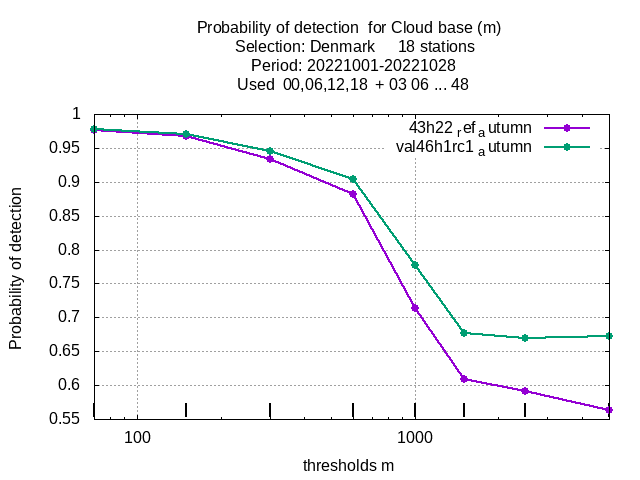 Probability of detection for Cloud base (m)
Selection: Denmark 18 stations
Period: 20221001-20221028
Used 00,06,12,18 + 03 06 ... 48
43h22 ref autumn
val46h1rc1 autumn
1
0.95
0.9
0.85
0.8
0.75
0.7
0.65
0.6
0.55
Probability of detection
100 1000
thresholds m